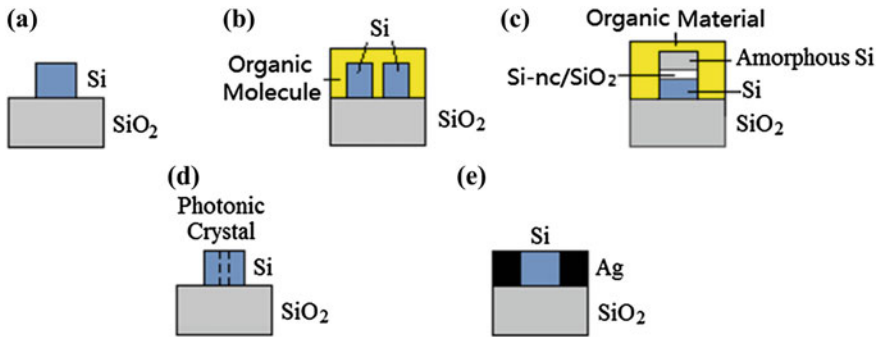 (a)
Si
SiO₂
(b)
Si
Organic
Molecule
SiO₂
(c)
Organic Material
Amorphous Si
Si-nc/SiO₂
Si
SiO₂
(d)
Photonic
Crystal
Si
SiO₂
(e)
Si
Ag
SiO₂